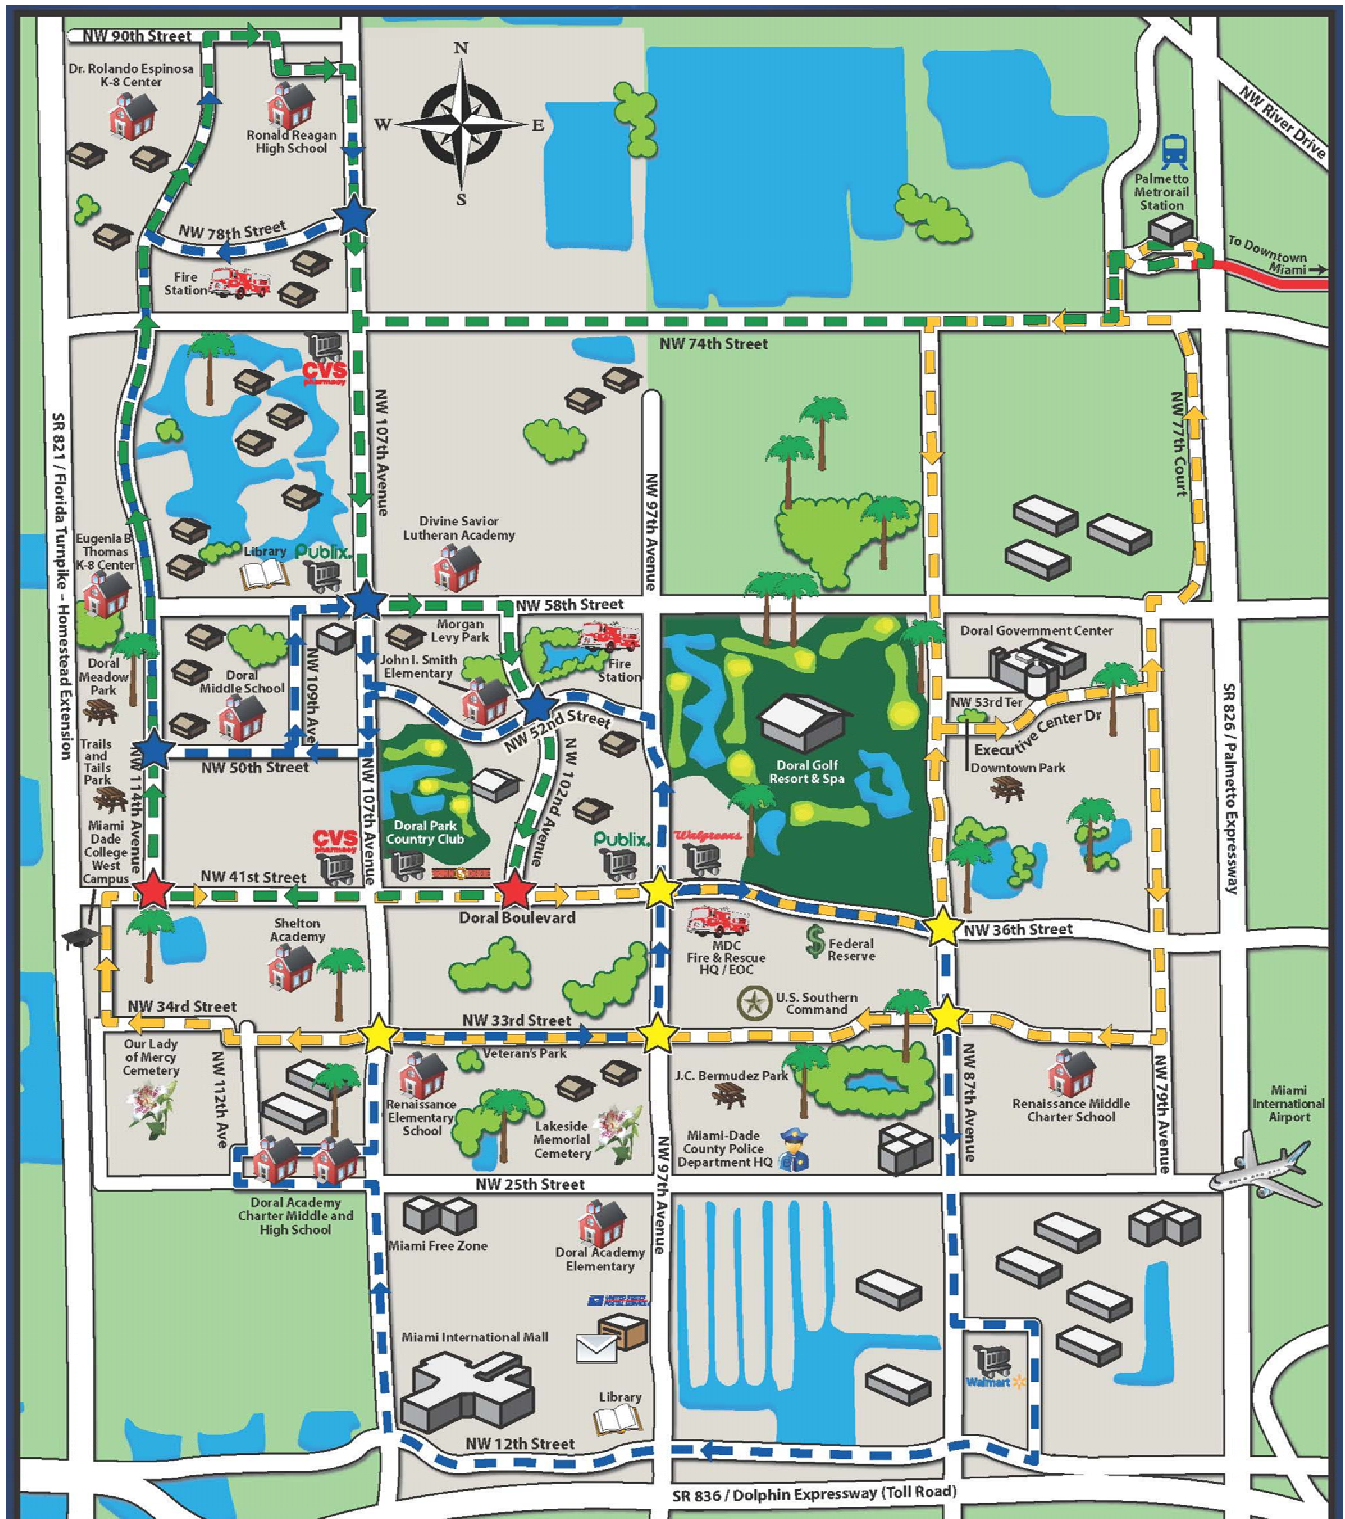 NW 90th Street
Dr. Rolando Espinosa
K-8 Center
Ronald Reagan
High School
N
W
E
S
NW River Drive
Palmetto
Metrorail
Station
To Downtown
Miami
NW 78th Street
Fire
Station
NW 74th Street
CVS
pharmacy
NW 107th Avenue
SR 821 / Florida Turnpike - Homestead Extension
NW 97th Avenue
NW 77th Court
Divine Savior
Lutheran Academy
Eugenia B
Thomas
K-8 Center
Library
Publix.
NW 58th Street
Morgan
Levy Park
John I. Smith
Elementary
Fire
Station
Doral Government Center
Doral
Meadow
Park
Doral
Middle School
NW 109th Ave
NW 52nd Street
NW 53rd Ter
Executive Center Dr
Downtown Park
SR 826 / Palmetto Expressway
Trails
and
Tails
Park
NW 114th Avenue
NW 50th Street
NW 107th Avenue
NW 102nd Avenue
Doral Golf
Resort & Spa
Miami
Dade
College
West
Campus
CVS
pharmacy
Doral Park
Country Club
Publix.
Walgreens
NW 41st Street
Doral Boulevard
NW 36th Street
Shelton
Academy
MDC
Fire & Rescue
HQ / EOC
$
Federal
Reserve
U.S. Southern
Command
NW 34rd Street
NW 33rd Street
Our Lady
of Mercy
Cemetery
NW 112th Ave
Veteran's Park
Renaissance
Elementary
School
Lakeside
Memorial
Cemetery
J.C. Bermudez Park
Miami-Dade
County Police
Department HQ
NW 87th Avenue
Renaissance Middle
Charter School
NW 79th Avenue
Miami
International
Airport
NW 97th Avenue
NW 25th Street
Doral Academy
Charter Middle and
High School
Miami Free Zone
Doral Academy
Elementary
Miami International Mall
Library
Walmart
NW 12th Street
SR 836 / Dolphin Expressway (Toll Road)